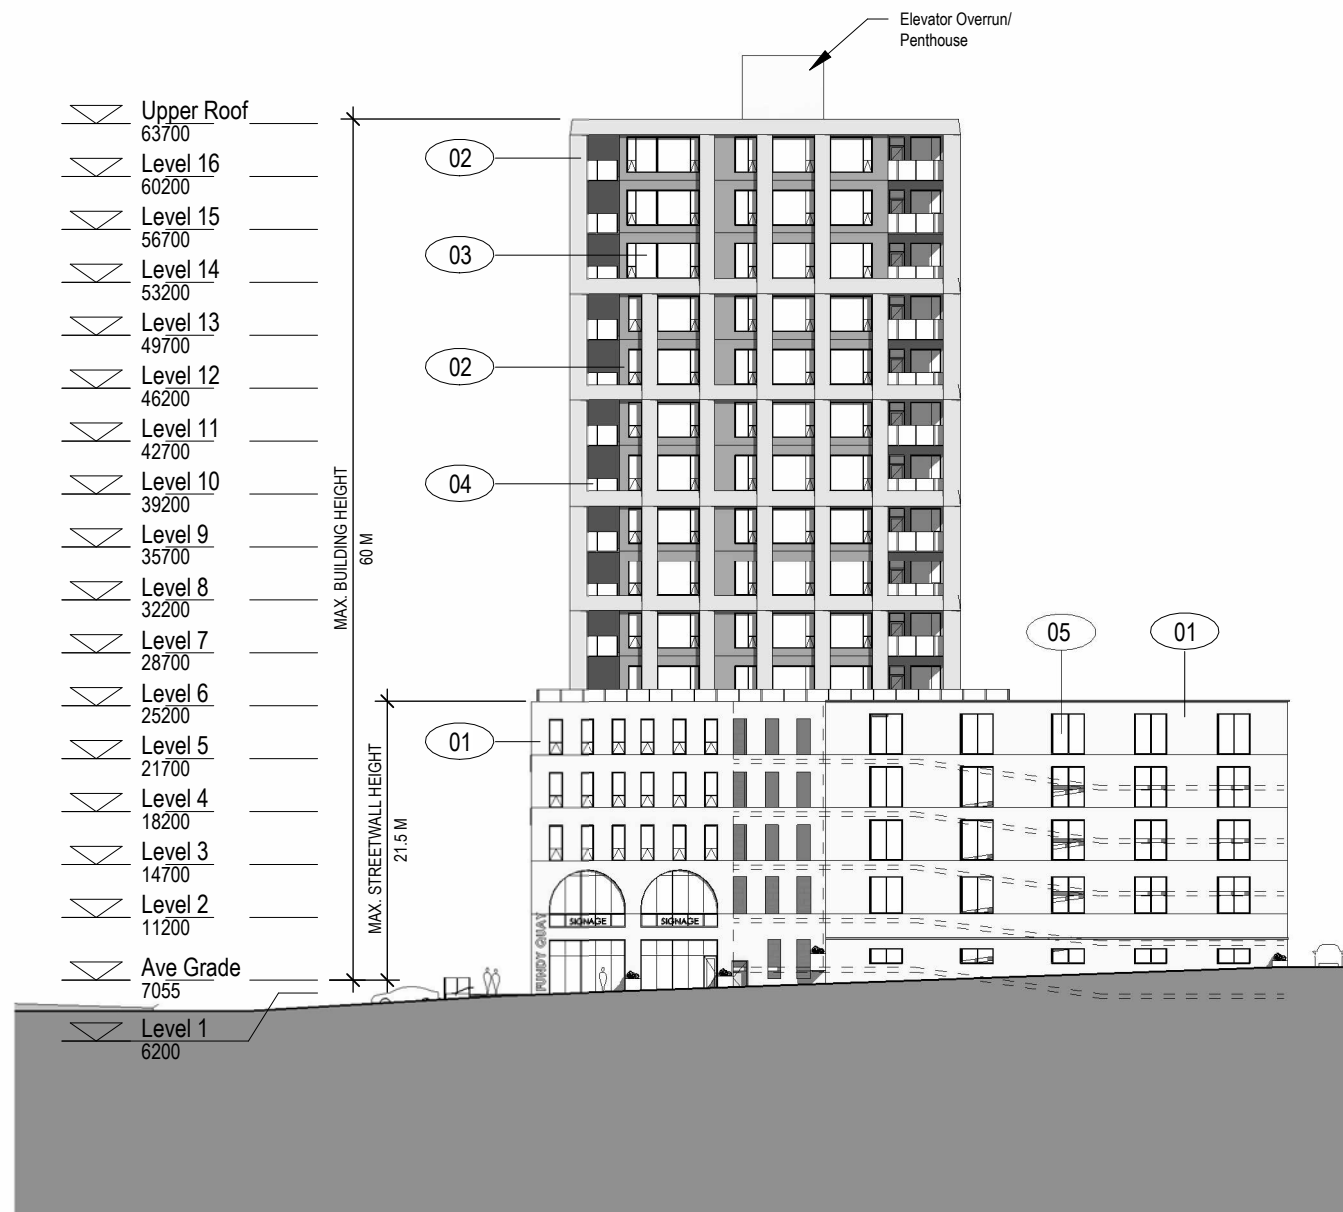 Elevator Overrun/
Penthouse
Upper Roof
63700
Level 16
60200
Level 15
56700
Level 14
53200
Level 13
49700
Level 12
46200
Level 11
42700
Level 10
39200
Level 9
35700
Level 8
32200
Level 7
28700
Level 6
25200
Level 5
21700
Level 4
18200
Level 3
14700
Level 2
11200
Ave Grade
7055
Level 1
6200
MAX. BUILDING HEIGHT
60 M
MAX. STREETWALL HEIGHT
21.5 M
02
03
02
04
01
05
01
SIGNAGE
SIGNAGE
FUNDY QUAY